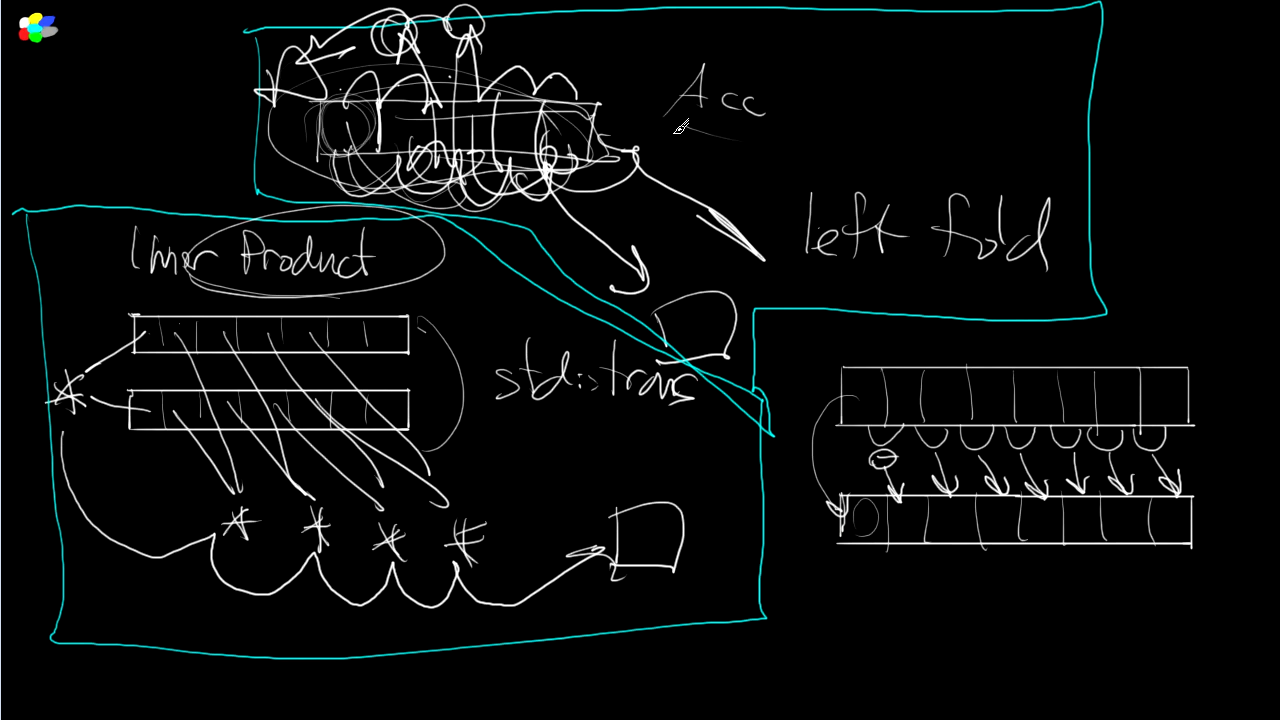 Acc
left fold
Inner Product
std::trans
* * * * *